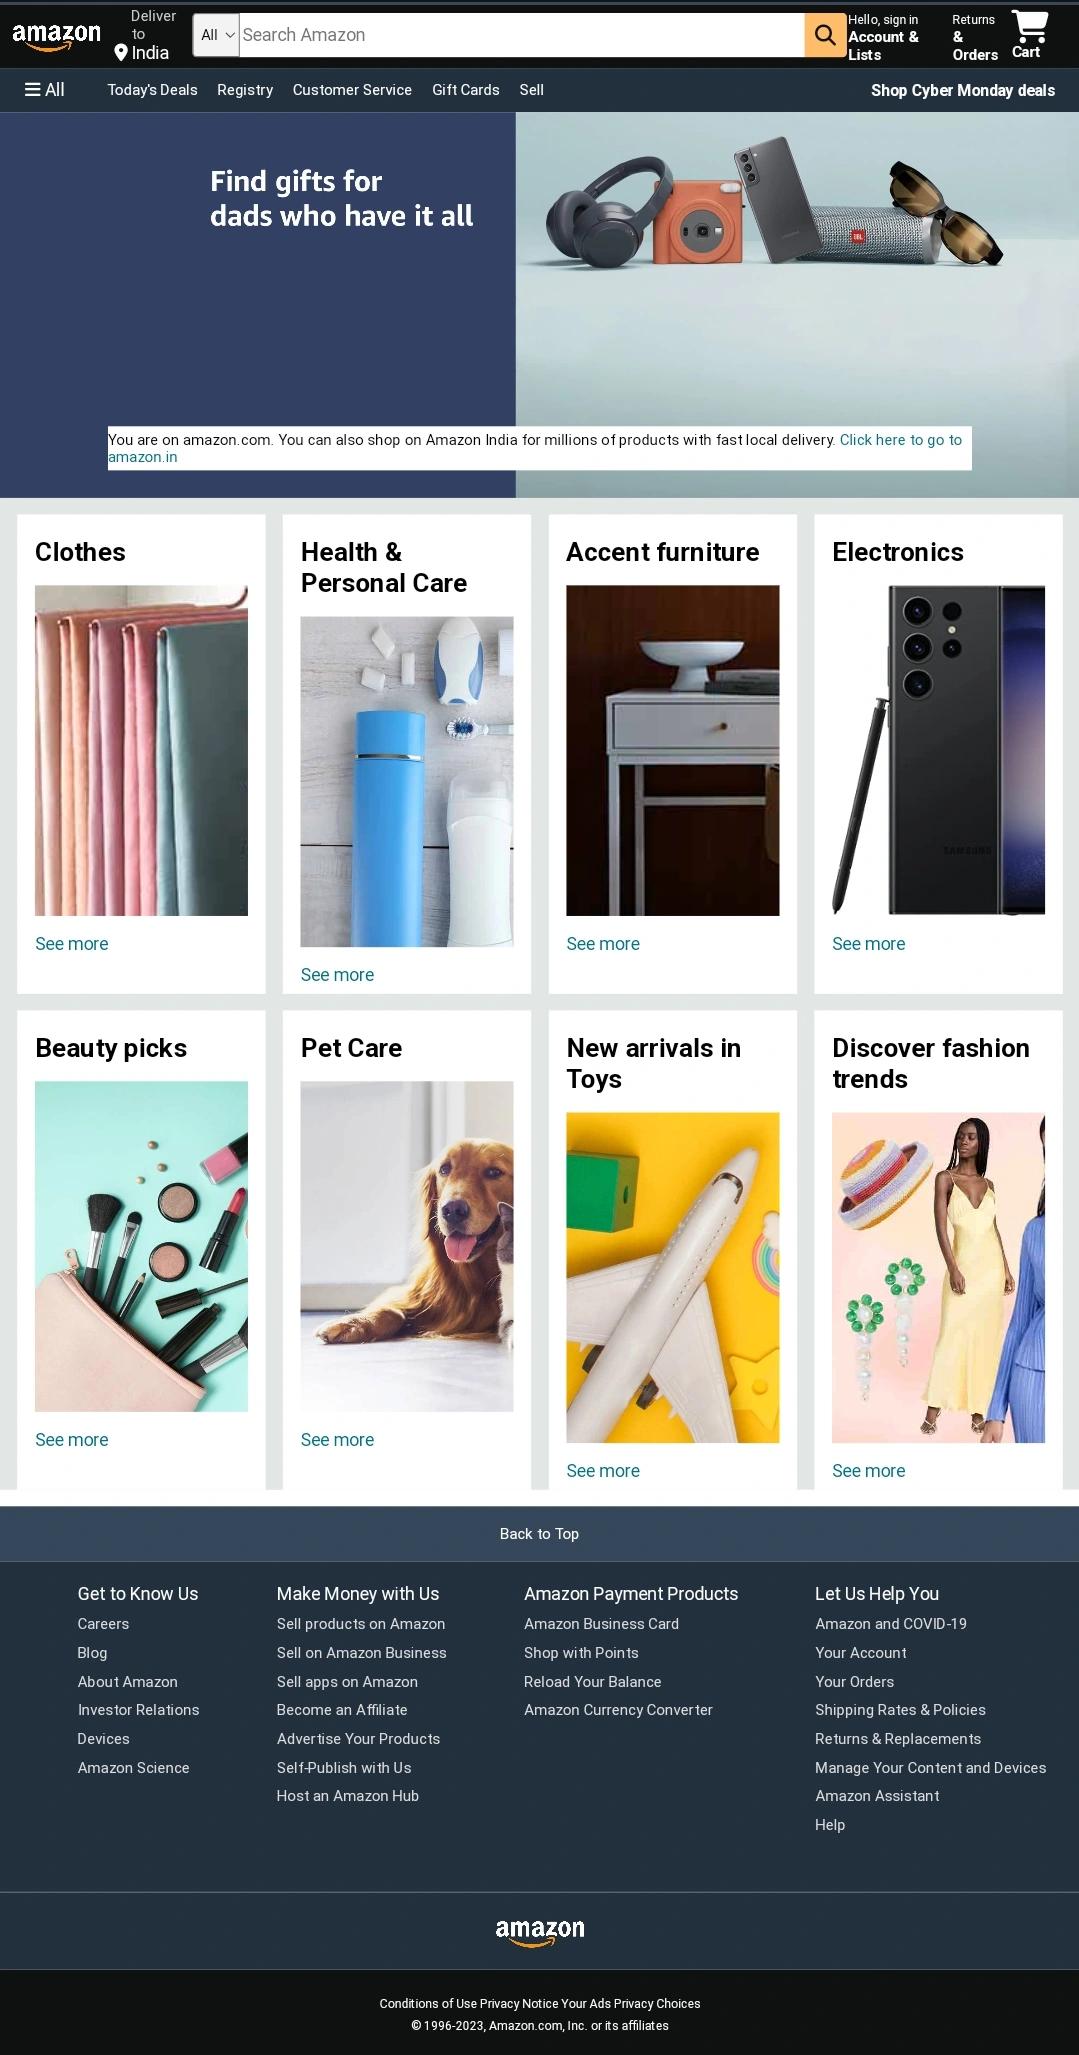 amazon
Deliver
to
India
All
Search Amazon
Hello, sign in
Account &
Lists
Returns
&
Orders
Cart
All
Today's Deals
Registry
Customer Service
Gift Cards
Sell
Shop Cyber Monday deals
Find gifts for
dads who have it all
JBL
You are on amazon.com. You can also shop on Amazon India for millions of products with fast local delivery. Click here to go to
amazon.in
Clothes
See more
Health &
Personal Care
See more
Accent furniture
See more
Electronics
SAMSUNG
See more
Beauty picks
See more
Pet Care
See more
New arrivals in
Toys
See more
Discover fashion
trends
See more
Back to Top
Get to Know Us
Careers
Blog
About Amazon
Investor Relations
Devices
Amazon Science
Make Money with Us
Sell products on Amazon
Sell on Amazon Business
Sell apps on Amazon
Become an Affiliate
Advertise Your Products
Self-Publish with Us
Host an Amazon Hub
Amazon Payment Products
Amazon Business Card
Shop with Points
Reload Your Balance
Amazon Currency Converter
Let Us Help You
Amazon and COVID-19
Your Account
Your Orders
Shipping Rates & Policies
Returns & Replacements
Manage Your Content and Devices
Amazon Assistant
Help
amazon
Conditions of Use Privacy Notice Your Ads Privacy Choices
© 1996-2023, Amazon.com, Inc. or its affiliates